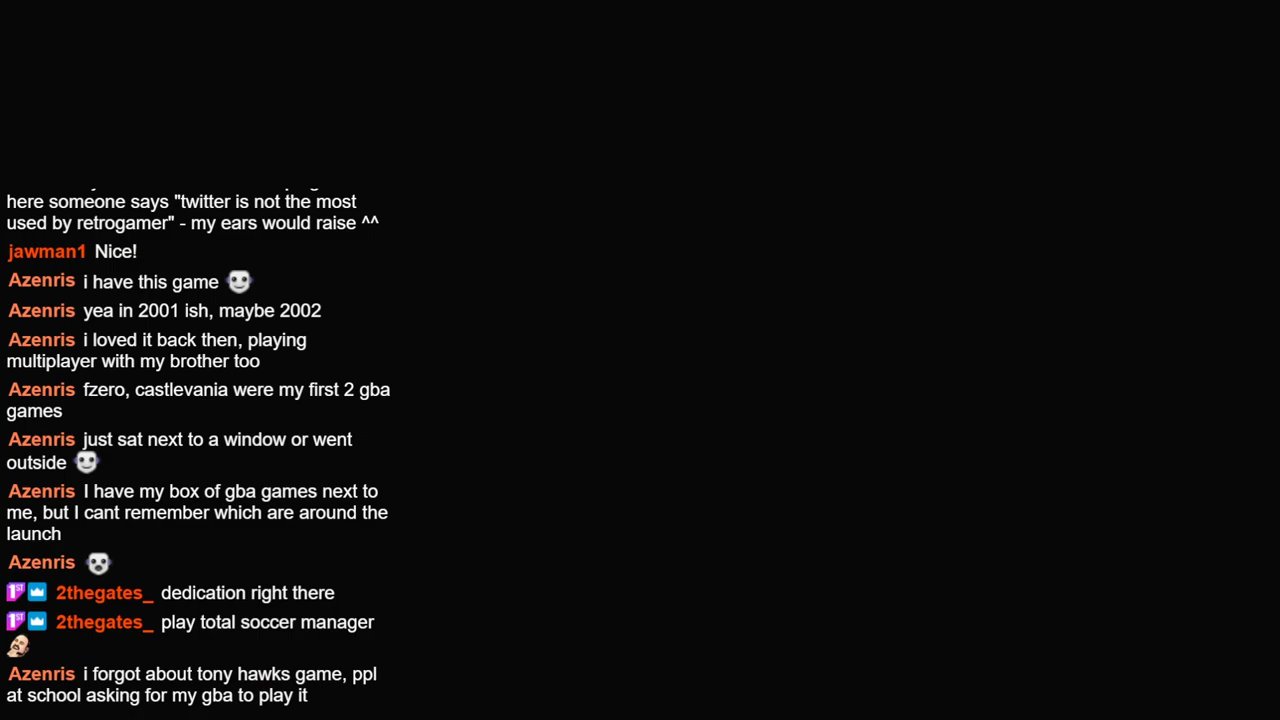 here someone says "twitter is not the most
used by retrogamer" - my ears would raise ^^
jawman1 Nice!
Azenris i have this game
Azenris yea in 2001 ish, maybe 2002
Azenris i loved it back then, playing
multiplayer with my brother too
Azenris fzero, castlevania were my first 2 gba
games
Azenris just sat next to a window or went
outside
Azenris I have my box of gba games next to
me, but I cant remember which are around the
launch
Azenris
1ST 2thegates_ dedication right there
1ST 2thegates_ play total soccer manager
Azenris i forgot about tony hawks game, ppl
at school asking for my gba to play it